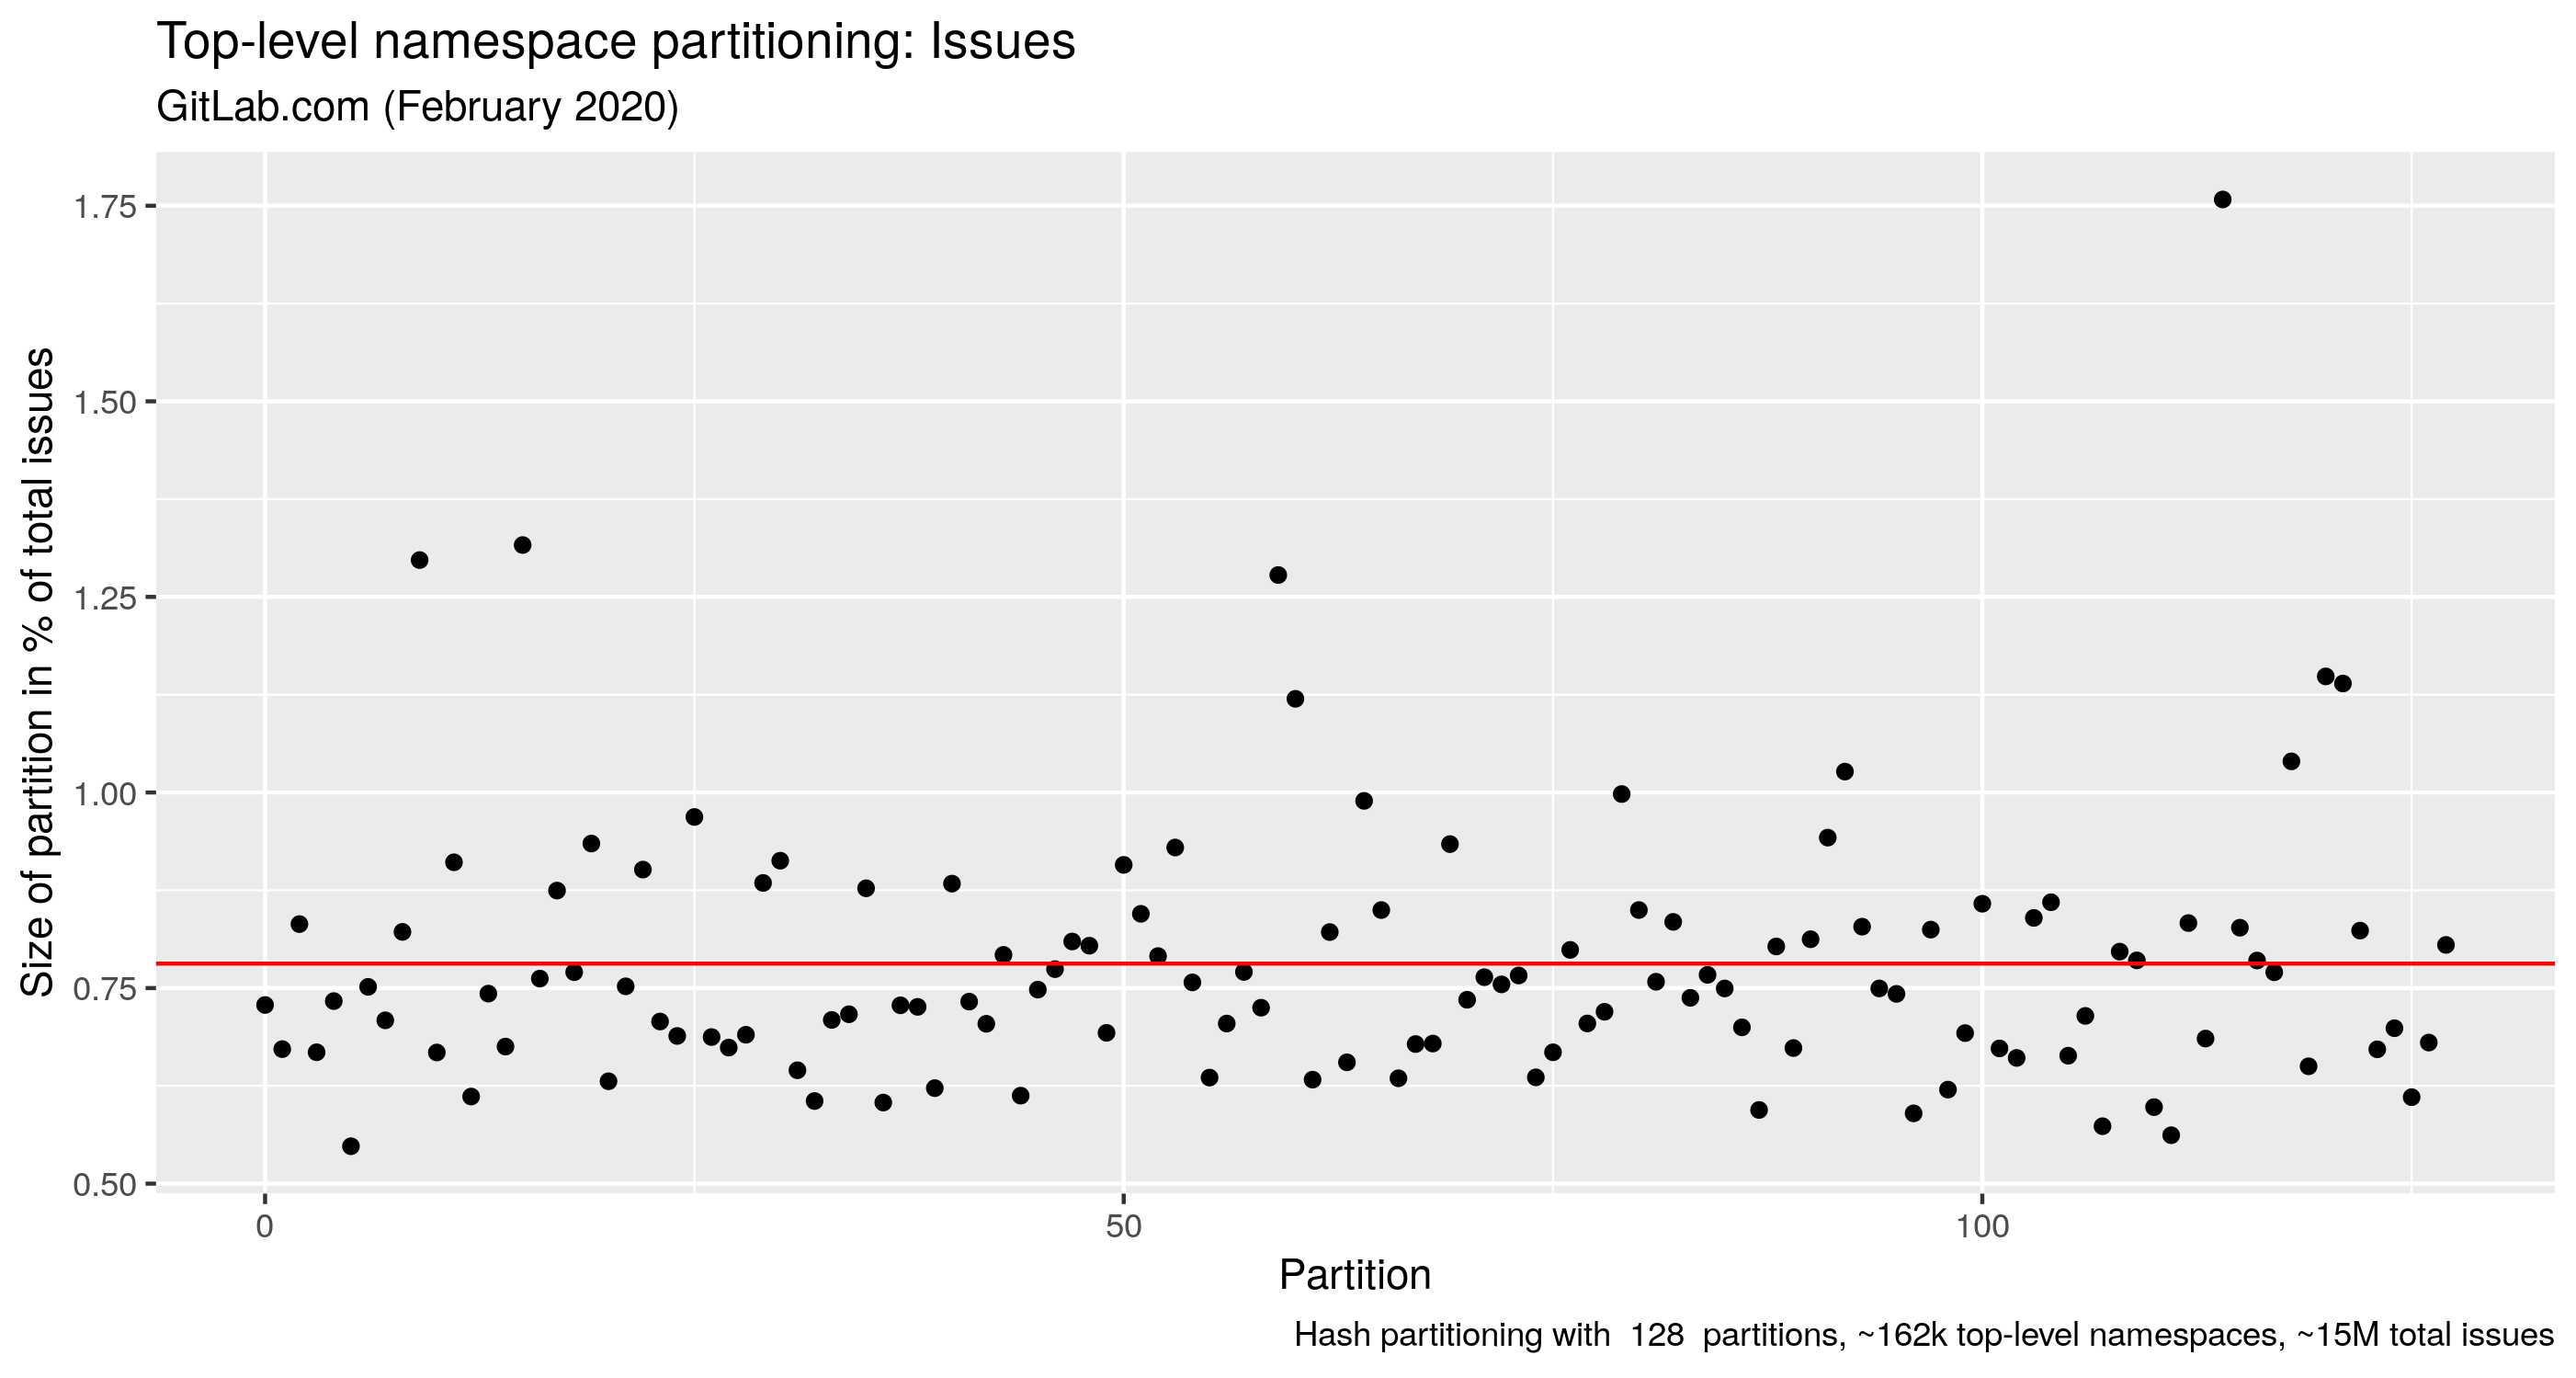 Top-level namespace partitioning: Issues
GitLab.com (February 2020)
Size of partition in % of total issues
1.75
1.50
1.25
1.00
0.75
0.50
0
50
100
Partition
Hash partitioning with  128  partitions, ~162k top-level namespaces, ~15M total issues